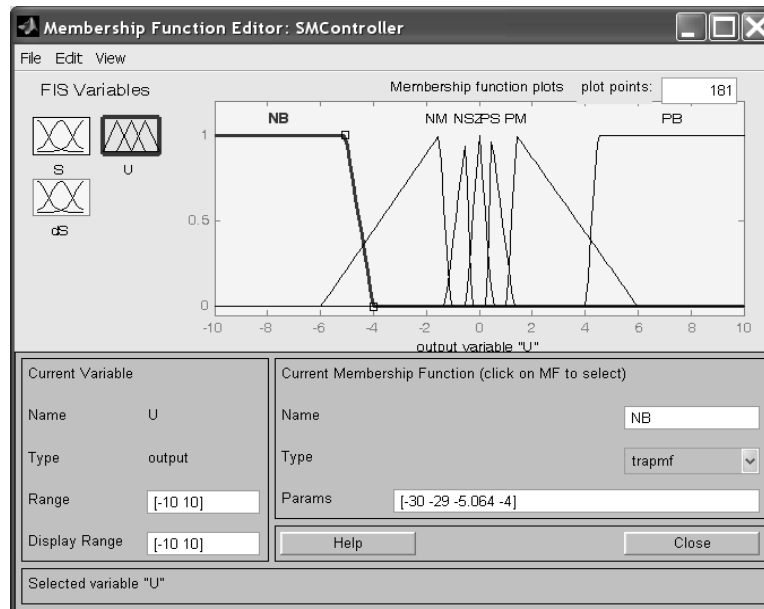 Membership Function Editor: SMController
File Edit View
FIS Variables
Membership function plots plot points: 181
NB NM NS Z PS PM PB
S U
dS
1
0.5
0
-10 -8 -6 -4 -2 0 2 4 6 8 10
output variable "U"
Current Variable
Name U
Type output
Range [-10 10]
Display Range [-10 10]
Current Membership Function (click on MF to select)
Name NB
Type trapmf
Params [-30 -29 -5.064 -4]
Help Close
Selected variable "U"